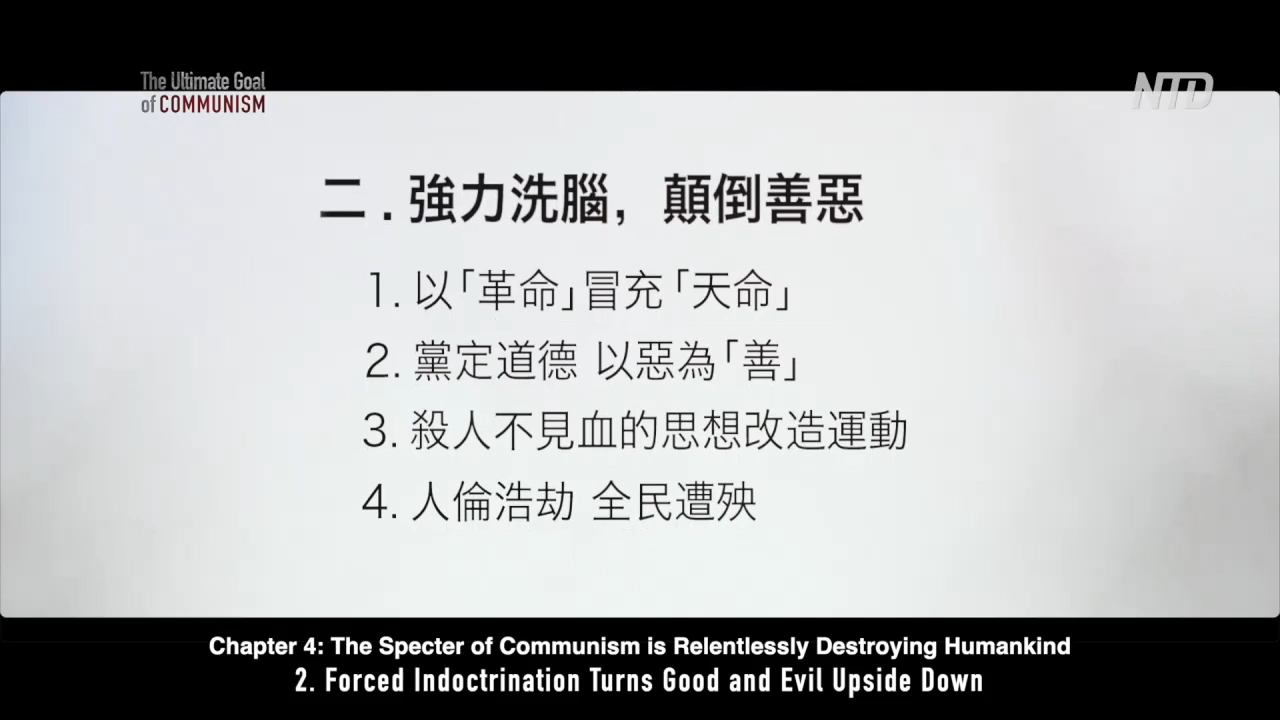 The Ultimate Goal
of COMMUNISM
NTD
二.強力洗腦，顛倒善惡
1. 以「革命」冒充「天命」
2. 黨定道德 以惡為「善」
3. 殺人不見血的思想改造運動
4. 人倫浩劫 全民遭殃
Chapter 4: The Specter of Communism is Relentlessly Destroying Humankind
2. Forced Indoctrination Turns Good and Evil Upside Down